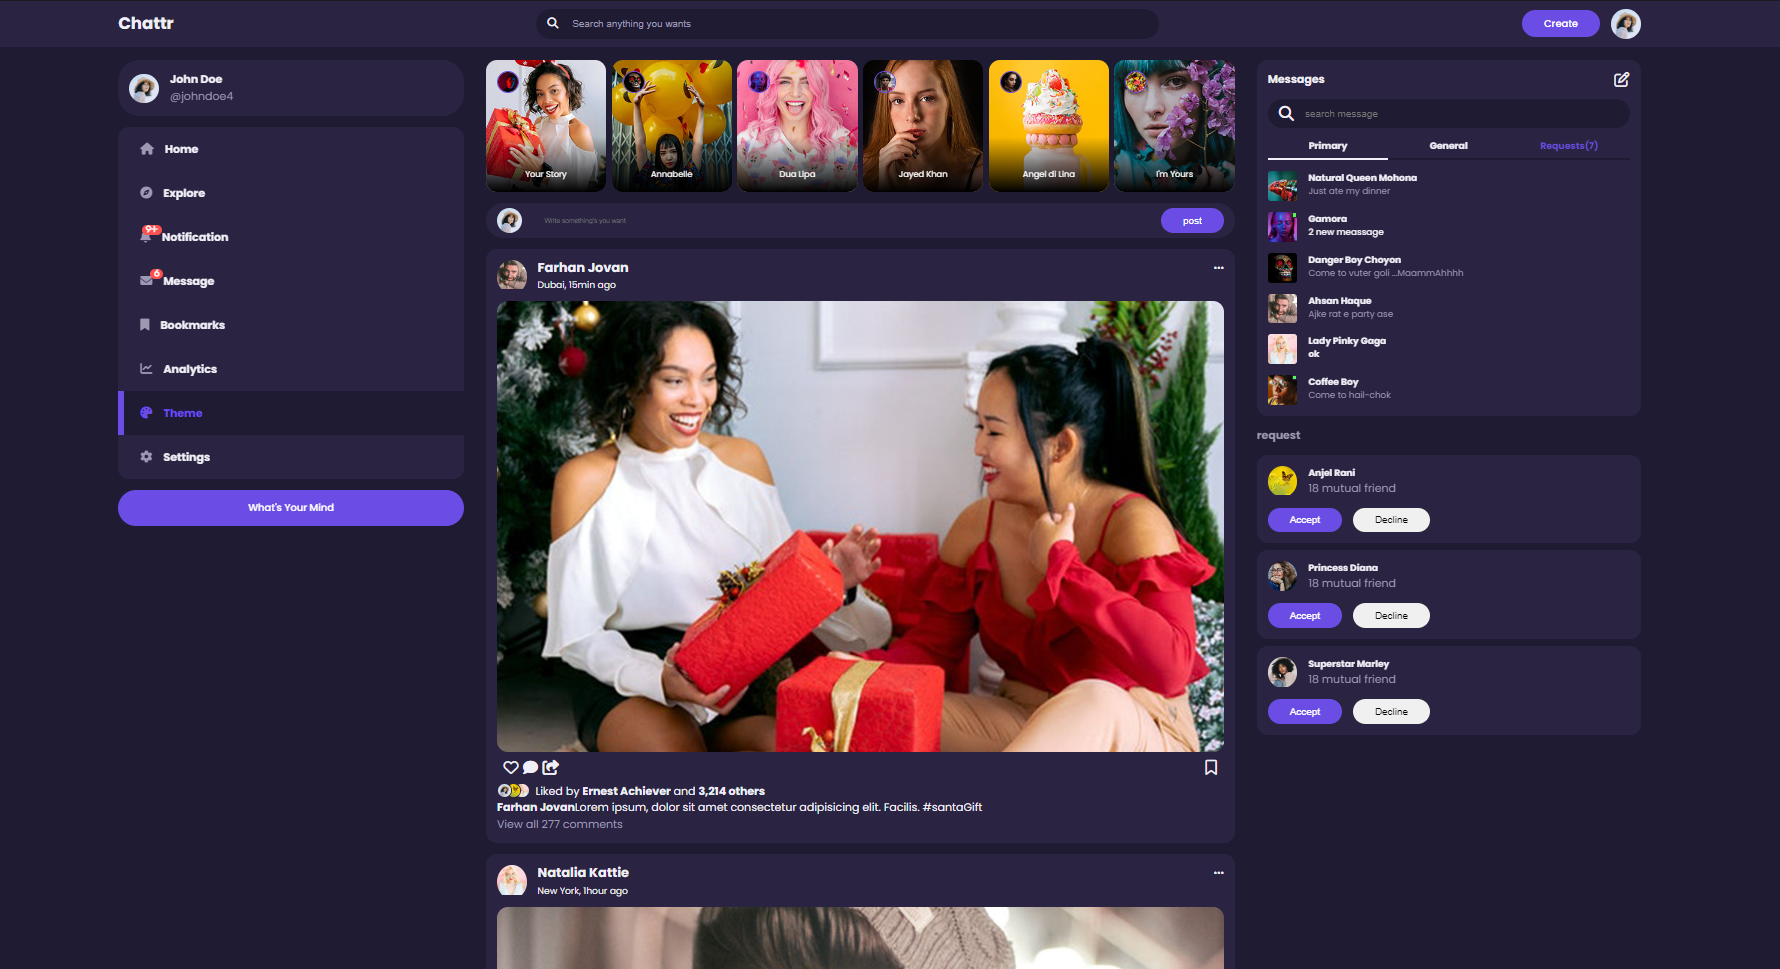 Chattr
Search anything you wants
Create
John Doe
@johndoe4
Home
Explore
9+
Notification
6
Message
Bookmarks
Analytics
Theme
Settings
What's Your Mind
Your Story
Annabelle
Dua Lipa
Jayed Khan
Angel di Lina
I'm Yours
Write something's you want
post
Farhan Jovan
Dubai, 15min ago
Liked by Ernest Achiever and 3,214 others
Farhan JovanLorem ipsum, dolor sit amet consectetur adipisicing elit. Facilis. #santaGift
View all 277 comments
Natalia Kattie
New York, 1hour ago
Messages
search message
Primary General Requests(7)
Natural Queen Mohona
Just ate my dinner
Gamora
2 new meassage
Danger Boy Choyon
Come to vuter goli ...MaammAhhhh
Ahsan Haque
Ajke rat e party ase
Lady Pinky Gaga
ok
Coffee Boy
Come to hail-chok
request
Anjel Rani
18 mutual friend
Accept Decline
Princess Diana
18 mutual friend
Accept Decline
Superstar Marley
18 mutual friend
Accept Decline